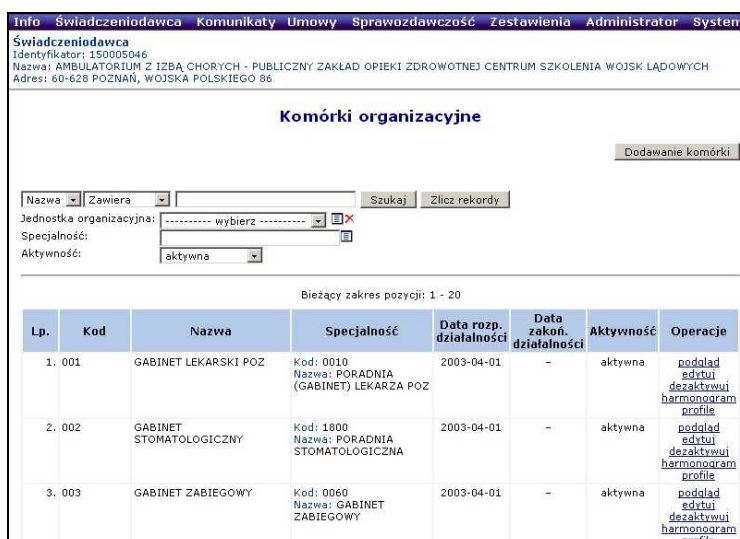 Info Świadczeniodawca Komunikaty Umowy Sprawozdawczość Zestawienia Administrator System
Świadczeniodawca
Identyfikator: 150005046
Nazwa: AMBULATORIUM Z IZBĄ CHORYCH - PUBLICZNY ZAKŁAD OPIEKI ZDROWOTNEJ CENTRUM SZKOLENIA WOJSK LĄDOWYCH
Adres: 60-628 POZNAŃ, WOJSKA POLSKIEGO 86
Komórki organizacyjne
Dodawanie komórki
Nazwa Zawiera Szukaj Zlicz rekordy
Jednostka organizacyjna: ---------- wybierz ----------
Specjalność:
Aktywność: aktywna
Bieżący zakres pozycji: 1 - 20
Lp. Kod Nazwa Specjalność Data rozp. działalności Data zakoń. działalności Aktywność Operacje
1. 001 GABINET LEKARSKI POZ Kod: 0010 2003-04-01 - aktywna podgląd
Nazwa: PORADNIA edytuj
(GABINET) LEKARZA POZ dezaktywuj
harmonogram
profile
2. 002 GABINET Kod: 1800 2003-04-01 - aktywna podgląd
STOMATOLOGICZNY Nazwa: PORADNIA edytuj
STOMATOLOGICZNA dezaktywuj
harmonogram
profile
3. 003 GABINET ZABIEGOWY Kod: 0060 2003-04-01 - aktywna podgląd
Nazwa: GABINET edytuj
ZABIEGOWY dezaktywuj
harmonogram
profile